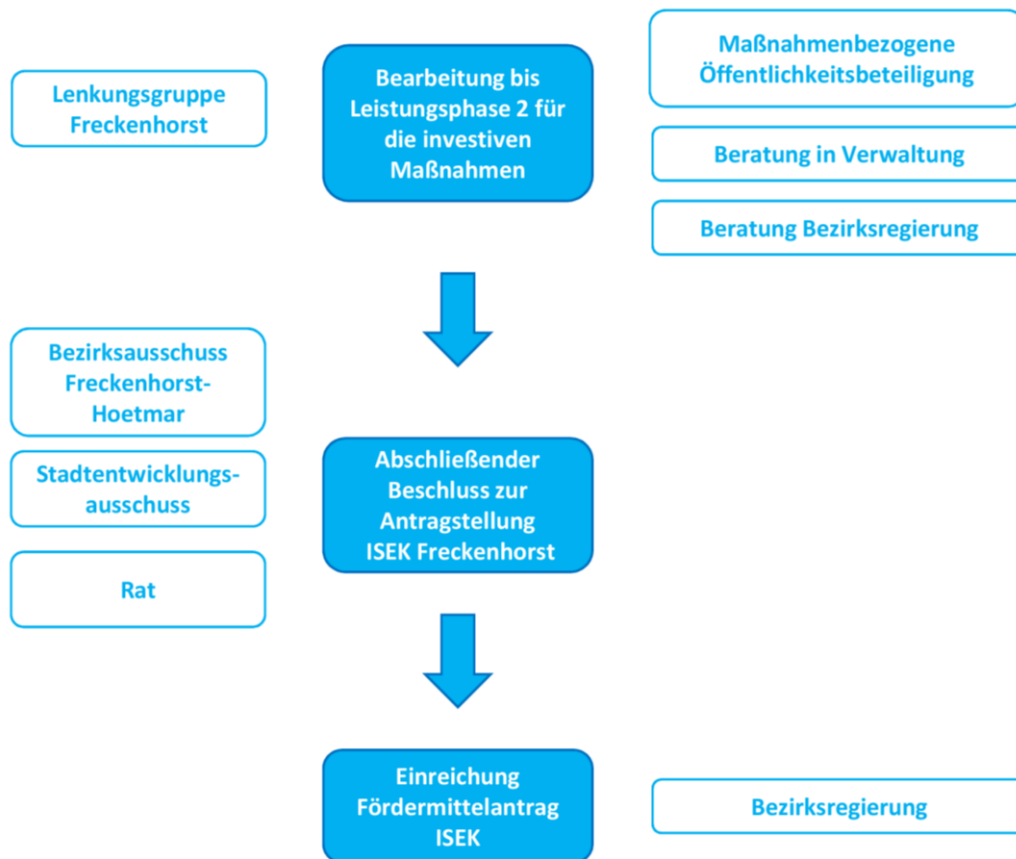 Lenkungsgruppe
Freckenhorst
Bearbeitung bis
Leistungsphase 2 für
die investiven
Maßnahmen
Maßnahmenbezogene
Öffentlichkeitsbeteiligung
Beratung in Verwaltung
Beratung Bezirksregierung
Bezirksausschuss
Freckenhorst-
Hoetmar
Stadtentwicklungs-
ausschuss
Rat
Abschließender
Beschluss zur
Antragstellung
ISEK Freckenhorst
Einreichung
Fördermittelantrag
ISEK
Bezirksregierung